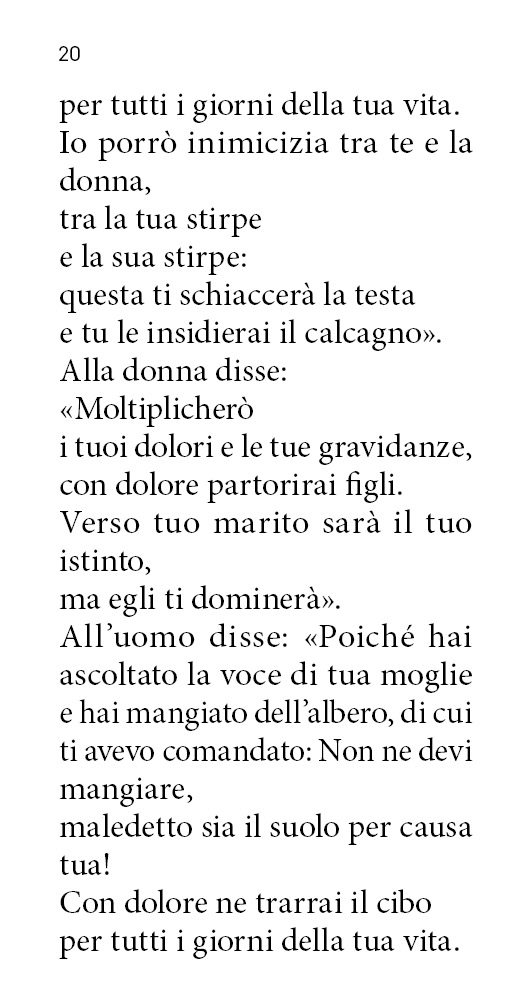 20
per tutti i giorni della tua vita.
Io porrò inimicizia tra te e la
donna,
tra la tua stirpe
e la sua stirpe:
questa ti schiaccerà la testa
e tu le insidierai il calcagno».
Alla donna disse:
«Moltiplicherò
i tuoi dolori e le tue gravidanze,
con dolore partorirai figli.
Verso tuo marito sarà il tuo
istinto,
ma egli ti dominerà».
All’uomo disse: «Poiché hai
ascoltato la voce di tua moglie
e hai mangiato dell’albero, di cui
ti avevo comandato: Non ne devi
mangiare,
maledetto sia il suolo per causa
tua!
Con dolore ne trarrai il cibo
per tutti i giorni della tua vita.